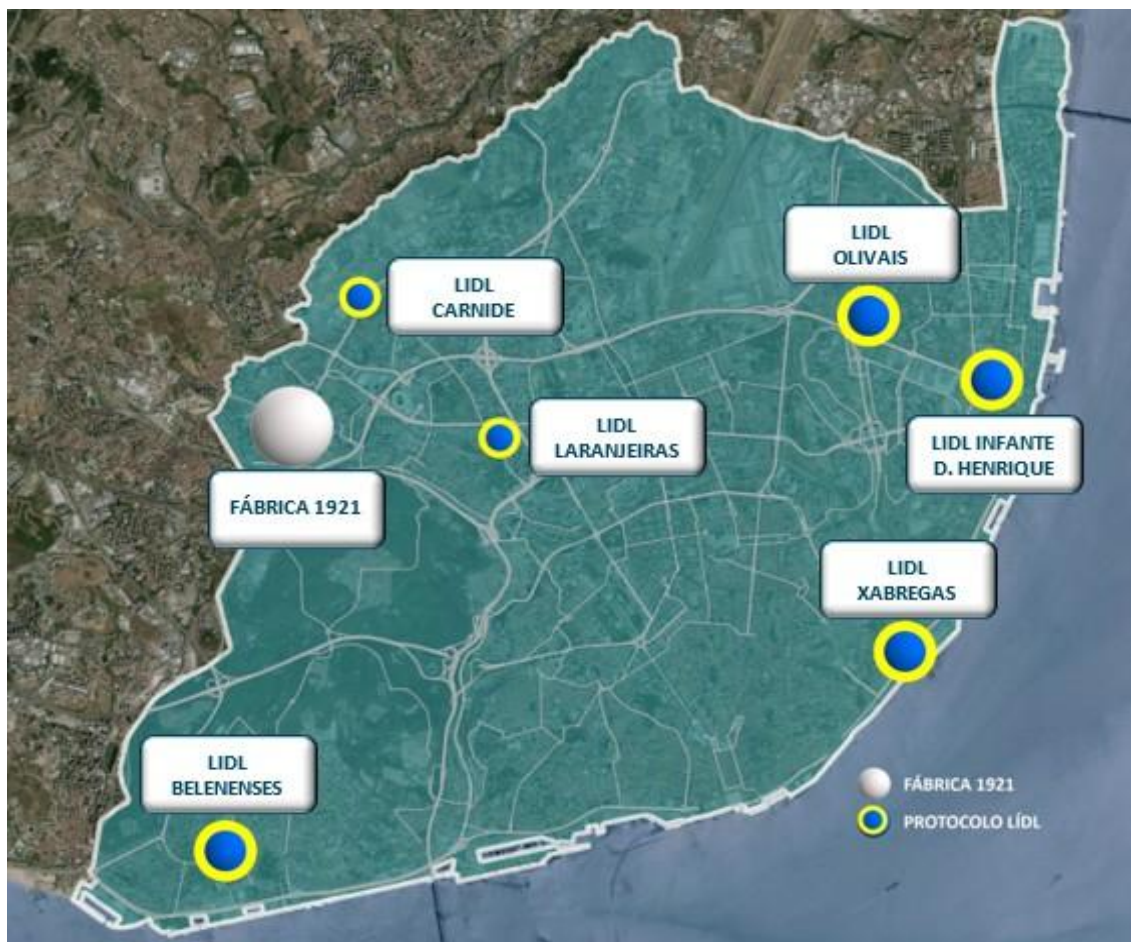 LIDL
OLIVAIS
LIDL
CARNIDE
LIDL
LARANJEIRAS
LIDL INFANTE
D. HENRIQUE
FÁBRICA 1921
LIDL
XABREGAS
LIDL
BELENENSES
FÁBRICA 1921
PROTOCOLO LÍDL